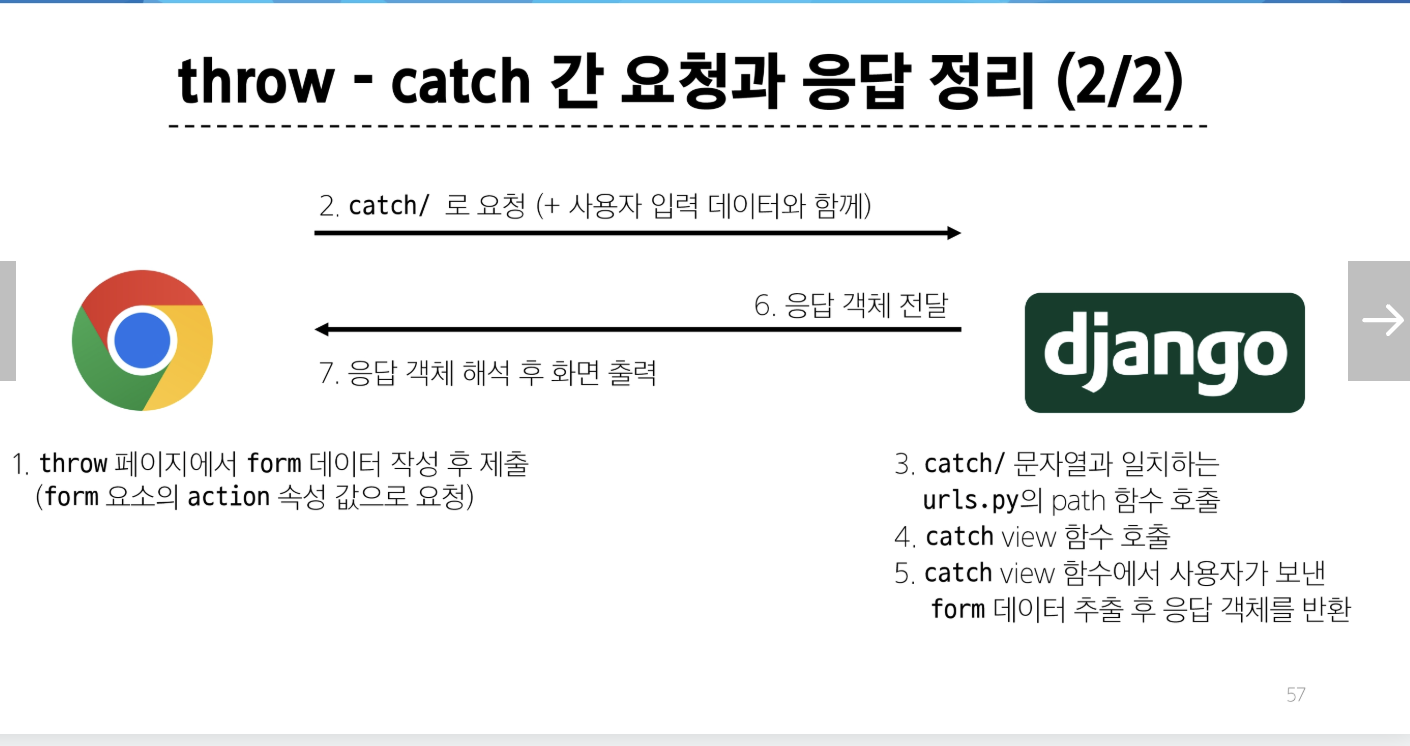 throw - catch 간 요청과 응답 정리 (2/2)
2. catch/ 로 요청 (+ 사용자 입력 데이터와 함께)
6. 응답 객체 전달
django
7. 응답 객체 해석 후 화면 출력
1. throw 페이지에서 form 데이터 작성 후 제출
(form 요소의 action 속성 값으로 요청)
3. catch/ 문자열과 일치하는
urls.py의 path 함수 호출
4. catch view 함수 호출
5. catch view 함수에서 사용자가 보낸
form 데이터 추출 후 응답 객체를 반환
57